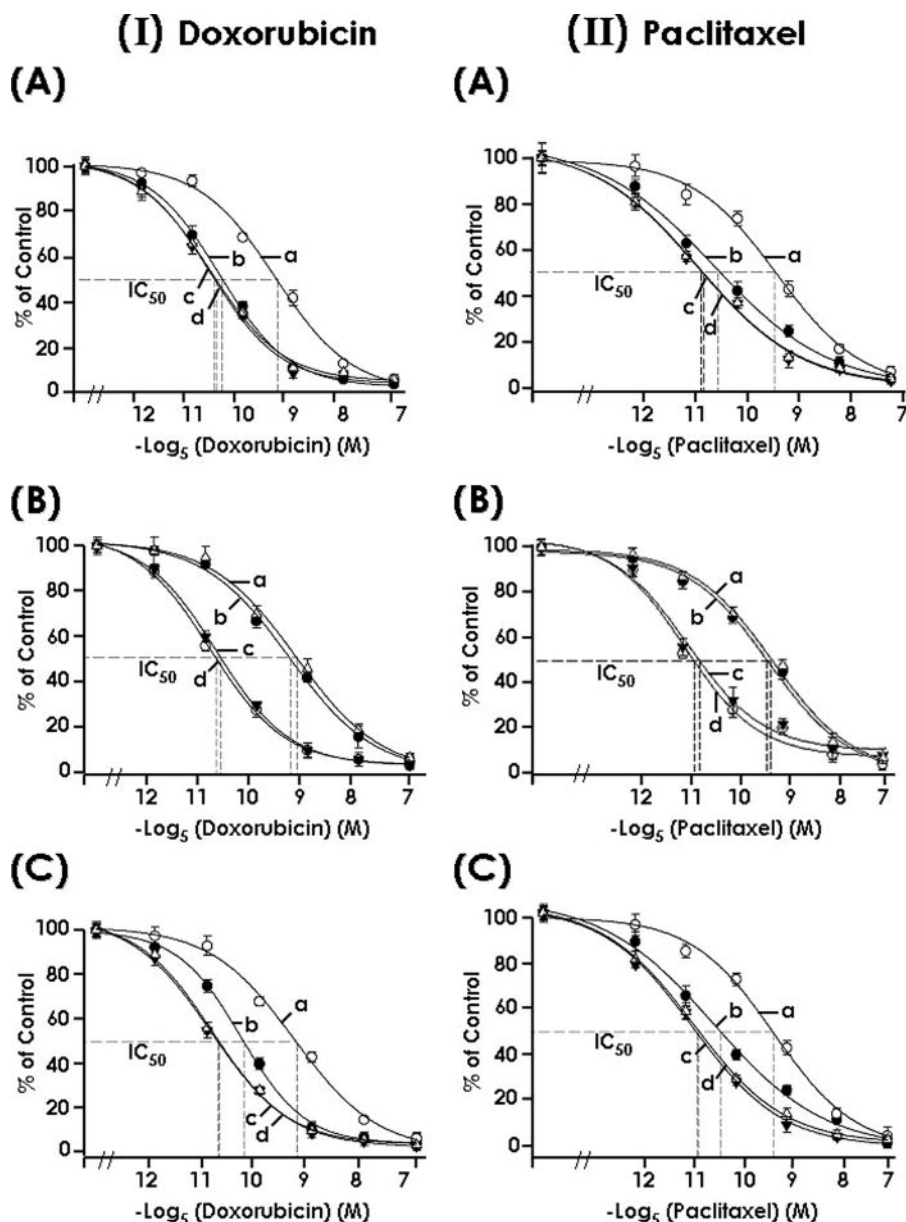 (I) Doxorubicin
(II) Paclitaxel
(A)
% of Control
100
80
60
40
20
0
IC50
a
b
c
d
12 11 10 9 8 7
-Log5 (Doxorubicin) (M)
(A)
% of Control
100
80
60
40
20
0
IC50
a
b
c
d
12 11 10 9 8 7
-Log5 (Paclitaxel) (M)
(B)
% of Control
100
80
60
40
20
0
IC50
a
b
c
d
12 11 10 9 8 7
-Log5 (Doxorubicin) (M)
% of Control
100
80
60
40
20
0
IC50
a
b
c
d
12 11 10 9 8 7
-Log5 (Paclitaxel) (M)
(C)
% of Control
100
80
60
40
20
0
IC50
a
b
c
d
12 11 10 9 8 7
-Log5 (Doxorubicin) (M)
(C)
% of Control
100
80
60
40
20
0
IC50
a
b
c
d
12 11 10 9 8 7
-Log5 (Paclitaxel) (M)